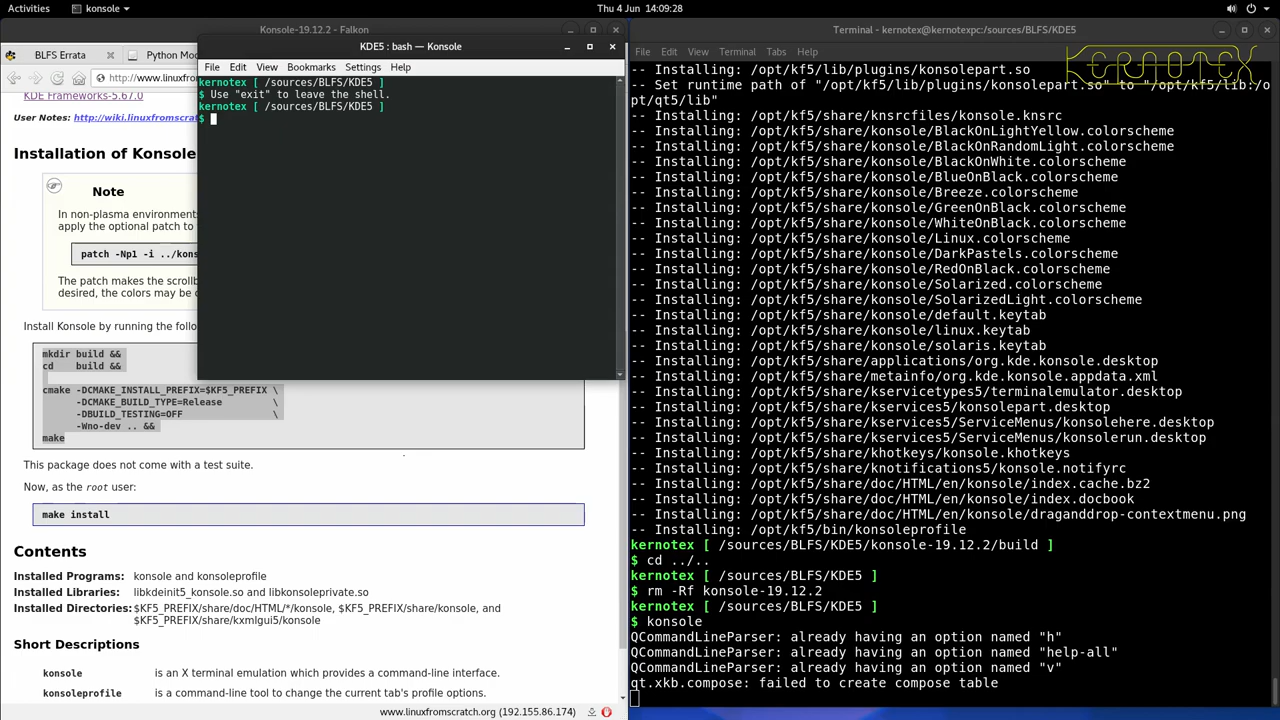 Activities
konsole
Thu 4 Jun 14:09:28
Konsole-19.12.2 - Falkon
BLFS Errata
Python Mod
http://www.linuxfro
KDE Frameworks-5.67.0
User Notes: http://wiki.linuxfromscrat
Installation of Konsole
Note
In non-plasma environments
apply the optional patch to
patch -Np1 -i ../kons
The patch makes the scrollb
desired, the colors may be c
Install Konsole by running the follo
mkdir build &&
cd    build &&
cmake -DCMAKE_INSTALL_PREFIX=$KF5_PREFIX \
-DCMAKE_BUILD_TYPE=Release \
-DBUILD_TESTING=OFF \
-Wno-dev .. &&
make
This package does not come with a test suite.
Now, as the root user:
make install
Contents
Installed Programs: konsole and konsoleprofile
Installed Libraries: libkdeinit5_konsole.so and libkonsoleprivate.so
Installed Directories: $KF5_PREFIX/share/doc/HTML/*/konsole, $KF5_PREFIX/share/konsole, and
$KF5_PREFIX/share/kxmlgui5/konsole
Short Descriptions
konsole is an X terminal emulation which provides a command-line interface.
konsoleprofile is a command-line tool to change the current tab's profile options.
www.linuxfromscratch.org (192.155.86.174)
KDE5 : bash — Konsole
File Edit View Bookmarks Settings Help
kernotex [ /sources/BLFS/KDE5 ]
$ Use "exit" to leave the shell.
kernotex [ /sources/BLFS/KDE5 ]
$
Terminal - kernotex@kernotexpc:/sources/BLFS/KDE5
File Edit View Terminal Tabs Help
KERNOTEX
-- Installing: /opt/kf5/lib/plugins/konsolepart.so
-- Set runtime path of "/opt/kf5/lib/plugins/konsolepart.so" to "/opt/kf5/lib:/o
pt/qt5/lib"
-- Installing: /opt/kf5/share/knsrcfiles/konsole.knsrc
-- Installing: /opt/kf5/share/konsole/BlackOnLightYellow.colorscheme
-- Installing: /opt/kf5/share/konsole/BlackOnRandomLight.colorscheme
-- Installing: /opt/kf5/share/konsole/BlackOnWhite.colorscheme
-- Installing: /opt/kf5/share/konsole/BlueOnBlack.colorscheme
-- Installing: /opt/kf5/share/konsole/Breeze.colorscheme
-- Installing: /opt/kf5/share/konsole/GreenOnBlack.colorscheme
-- Installing: /opt/kf5/share/konsole/WhiteOnBlack.colorscheme
-- Installing: /opt/kf5/share/konsole/Linux.colorscheme
-- Installing: /opt/kf5/share/konsole/DarkPastels.colorscheme
-- Installing: /opt/kf5/share/konsole/RedOnBlack.colorscheme
-- Installing: /opt/kf5/share/konsole/Solarized.colorscheme
-- Installing: /opt/kf5/share/konsole/SolarizedLight.colorscheme
-- Installing: /opt/kf5/share/konsole/default.keytab
-- Installing: /opt/kf5/share/konsole/linux.keytab
-- Installing: /opt/kf5/share/konsole/solaris.keytab
-- Installing: /opt/kf5/share/applications/org.kde.konsole.desktop
-- Installing: /opt/kf5/share/metainfo/org.kde.konsole.appdata.xml
-- Installing: /opt/kf5/share/kservicetypes5/terminalemulator.desktop
-- Installing: /opt/kf5/share/kservices5/konsolepart.desktop
-- Installing: /opt/kf5/share/kservices5/ServiceMenus/konsolehere.desktop
-- Installing: /opt/kf5/share/kservices5/ServiceMenus/konsolerun.desktop
-- Installing: /opt/kf5/share/khotkeys/konsole.khotkeys
-- Installing: /opt/kf5/share/knotifications5/konsole.notifyrc
-- Installing: /opt/kf5/share/doc/HTML/en/konsole/index.cache.bz2
-- Installing: /opt/kf5/share/doc/HTML/en/konsole/index.docbook
-- Installing: /opt/kf5/share/doc/HTML/en/konsole/draganddrop-contextmenu.png
-- Installing: /opt/kf5/bin/konsoleprofile
kernotex [ /sources/BLFS/KDE5/konsole-19.12.2/build ]
$ cd ../..
kernotex [ /sources/BLFS/KDE5 ]
$ rm -Rf konsole-19.12.2
kernotex [ /sources/BLFS/KDE5 ]
$ konsole
QCommandLineParser: already having an option named "h"
QCommandLineParser: already having an option named "help-all"
QCommandLineParser: already having an option named "v"
qt.xkb.compose: failed to create compose table